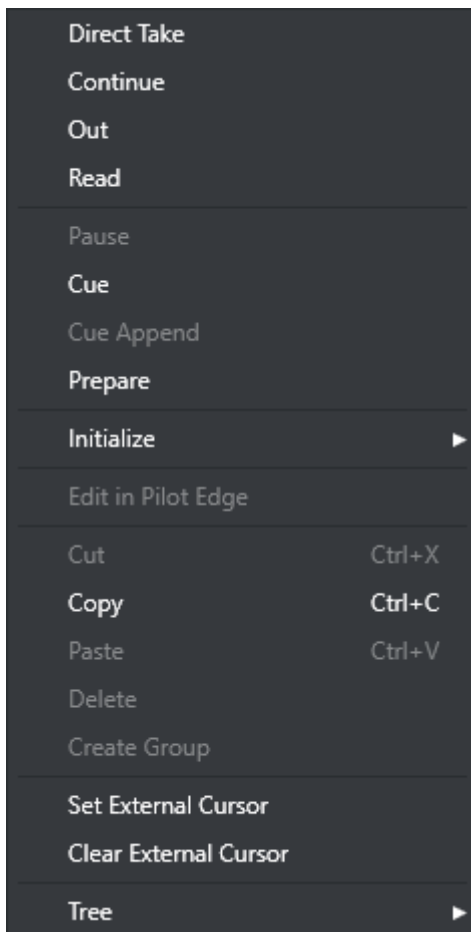 Direct Take
Continue
Out
Read
Pause
Cue
Cue Append
Prepare
Initialize
Edit in Pilot Edge
Cut Ctrl+X
Copy Ctrl+C
Paste Ctrl+V
Delete
Create Group
Set External Cursor
Clear External Cursor
Tree